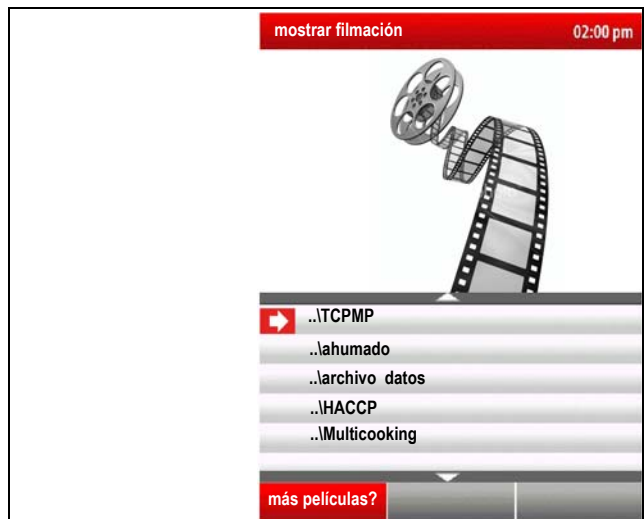 mostrar filmación 02:00 pm
..\TCPMP
..\ahumado
..\archivo datos
..\HACCP
..\Multicooking
más películas?